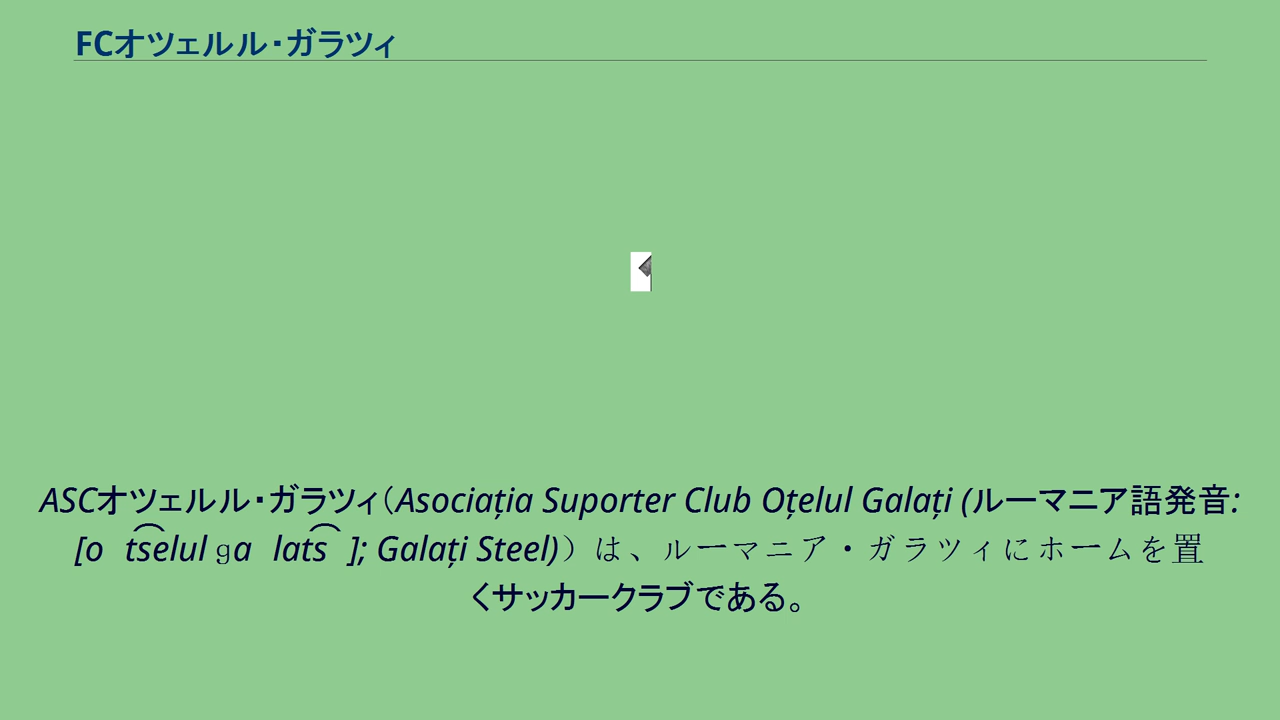 FCオツェルル・ガラツィ
ASCオツェルル・ガラツィ（Asociația Suporter Club Oțelul Galați (ルーマニア語発音:
[o t͡selul ɡa lat͡s ]; Galați Steel)）は、ルーマニア・ガラツィにホームを置
くサッカークラブである。